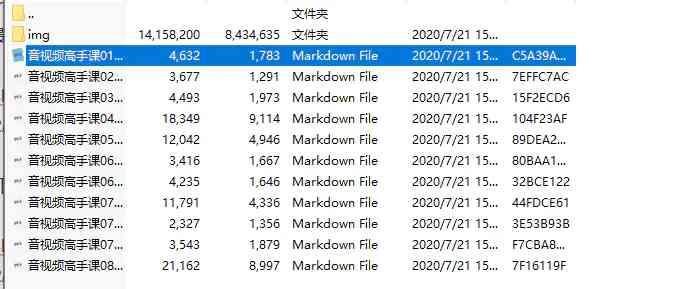 .. 文件夹
img 14,158,200 8,434,635 文件夹 2020/7/21 15...
音视频高手课01... 4,632 1,783 Markdown File 2020/7/21 15... C5A39A...
音视频高手课02... 3,677 1,291 Markdown File 2020/7/21 15... 7EFFC7AC
音视频高手课03... 4,493 1,973 Markdown File 2020/7/21 15... 15F2ECD6
音视频高手课04... 18,349 9,114 Markdown File 2020/7/21 15... 104F23AF
音视频高手课05... 12,042 4,946 Markdown File 2020/7/21 15... 89DEA2...
音视频高手课06... 3,416 1,667 Markdown File 2020/7/21 15... 80BAA1...
音视频高手课06... 4,235 1,646 Markdown File 2020/7/21 15... 32BCE122
音视频高手课07... 11,791 4,336 Markdown File 2020/7/21 15... 44FDCE61
音视频高手课07... 2,327 1,356 Markdown File 2020/7/21 15... 3E53B93B
音视频高手课07... 3,543 1,879 Markdown File 2020/7/21 15... F7CBA8...
音视频高手课08... 21,162 8,997 Markdown File 2020/7/21 15... 7F16119F